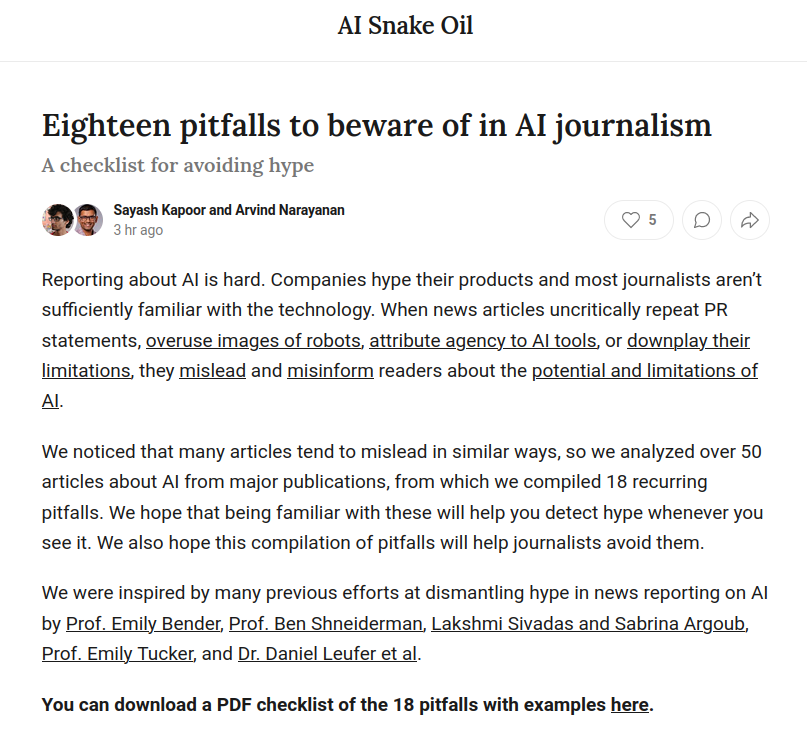 AI Snake Oil
Eighteen pitfalls to beware of in AI journalism
A checklist for avoiding hype
Sayash Kapoor and Arvind Narayanan
3 hr ago
5
Reporting about AI is hard. Companies hype their products and most journalists aren’t
sufficiently familiar with the technology. When news articles uncritically repeat PR
statements, overuse images of robots, attribute agency to AI tools, or downplay their
limitations, they mislead and misinform readers about the potential and limitations of
AI.
We noticed that many articles tend to mislead in similar ways, so we analyzed over 50
articles about AI from major publications, from which we compiled 18 recurring
pitfalls. We hope that being familiar with these will help you detect hype whenever you
see it. We also hope this compilation of pitfalls will help journalists avoid them.
We were inspired by many previous efforts at dismantling hype in news reporting on AI
by Prof. Emily Bender, Prof. Ben Shneiderman, Lakshmi Sivadas and Sabrina Argoub,
Prof. Emily Tucker, and Dr. Daniel Leufer et al.
You can download a PDF checklist of the 18 pitfalls with examples here.